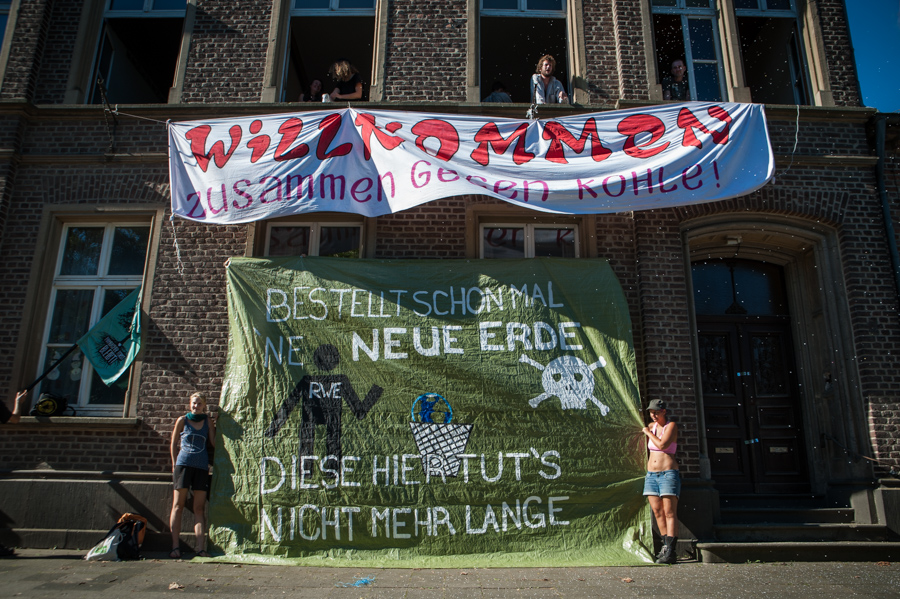 Willkommen
zusammen Gegen Kohle!
BESTELLT SCHON MAL
NE NEUE ERDE
RWE
DIESE HIER TUT'S
NICHT MEHR LANGE